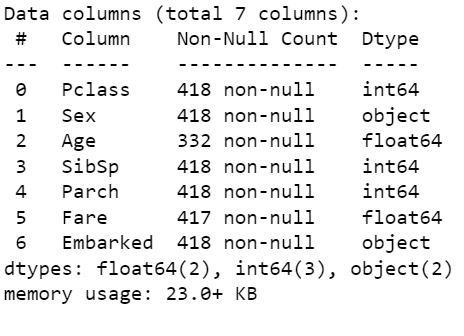 Data columns (total 7 columns):
 #   Column    Non-Null Count  Dtype
---  ------    --------------  -----
 0   Pclass    418 non-null    int64
 1   Sex       418 non-null    object
 2   Age       332 non-null    float64
 3   SibSp     418 non-null    int64
 4   Parch     418 non-null    int64
 5   Fare      417 non-null    float64
 6   Embarked  418 non-null    object
dtypes: float64(2), int64(3), object(2)
memory usage: 23.0+ KB